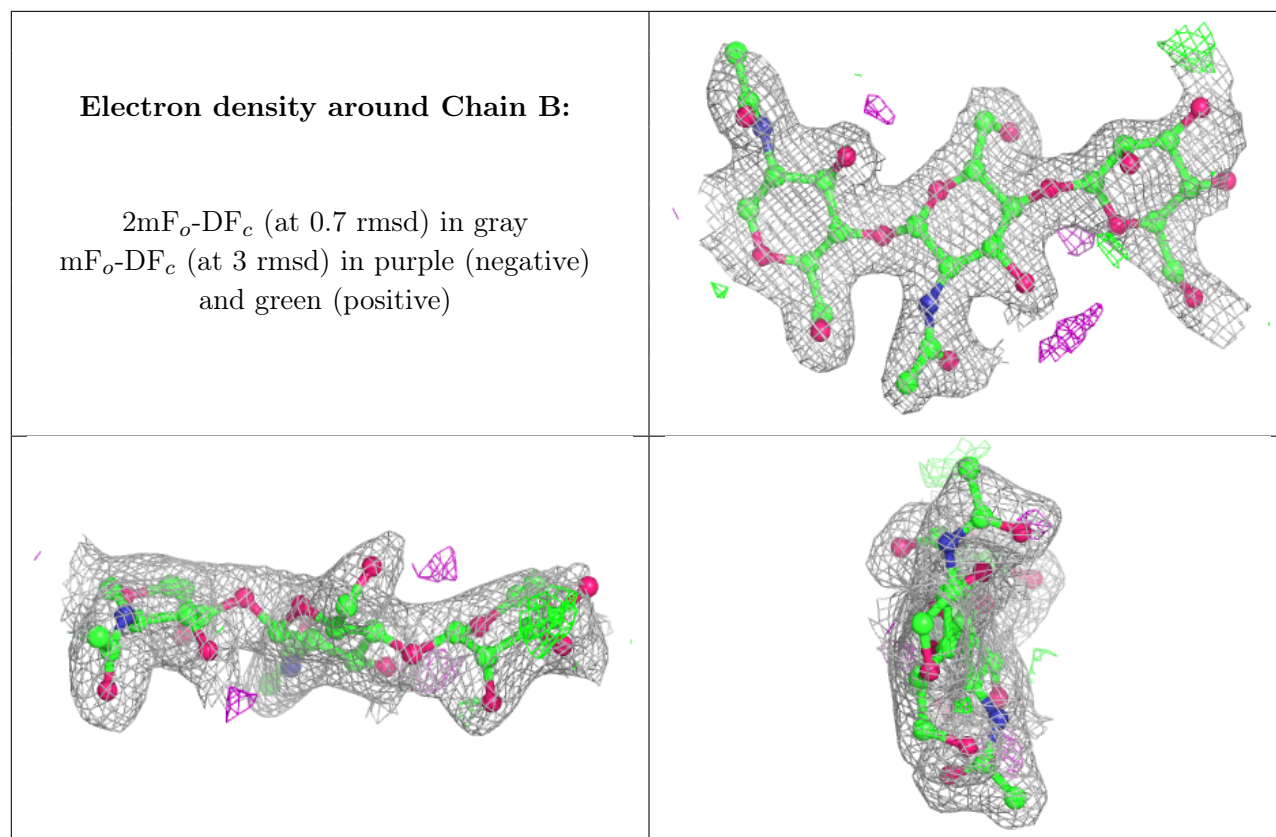 Electron density around Chain B:
2mFₒ-DF𝒸 (at 0.7 rmsd) in gray
mFₒ-DF𝒸 (at 3 rmsd) in purple (negative)
and green (positive)